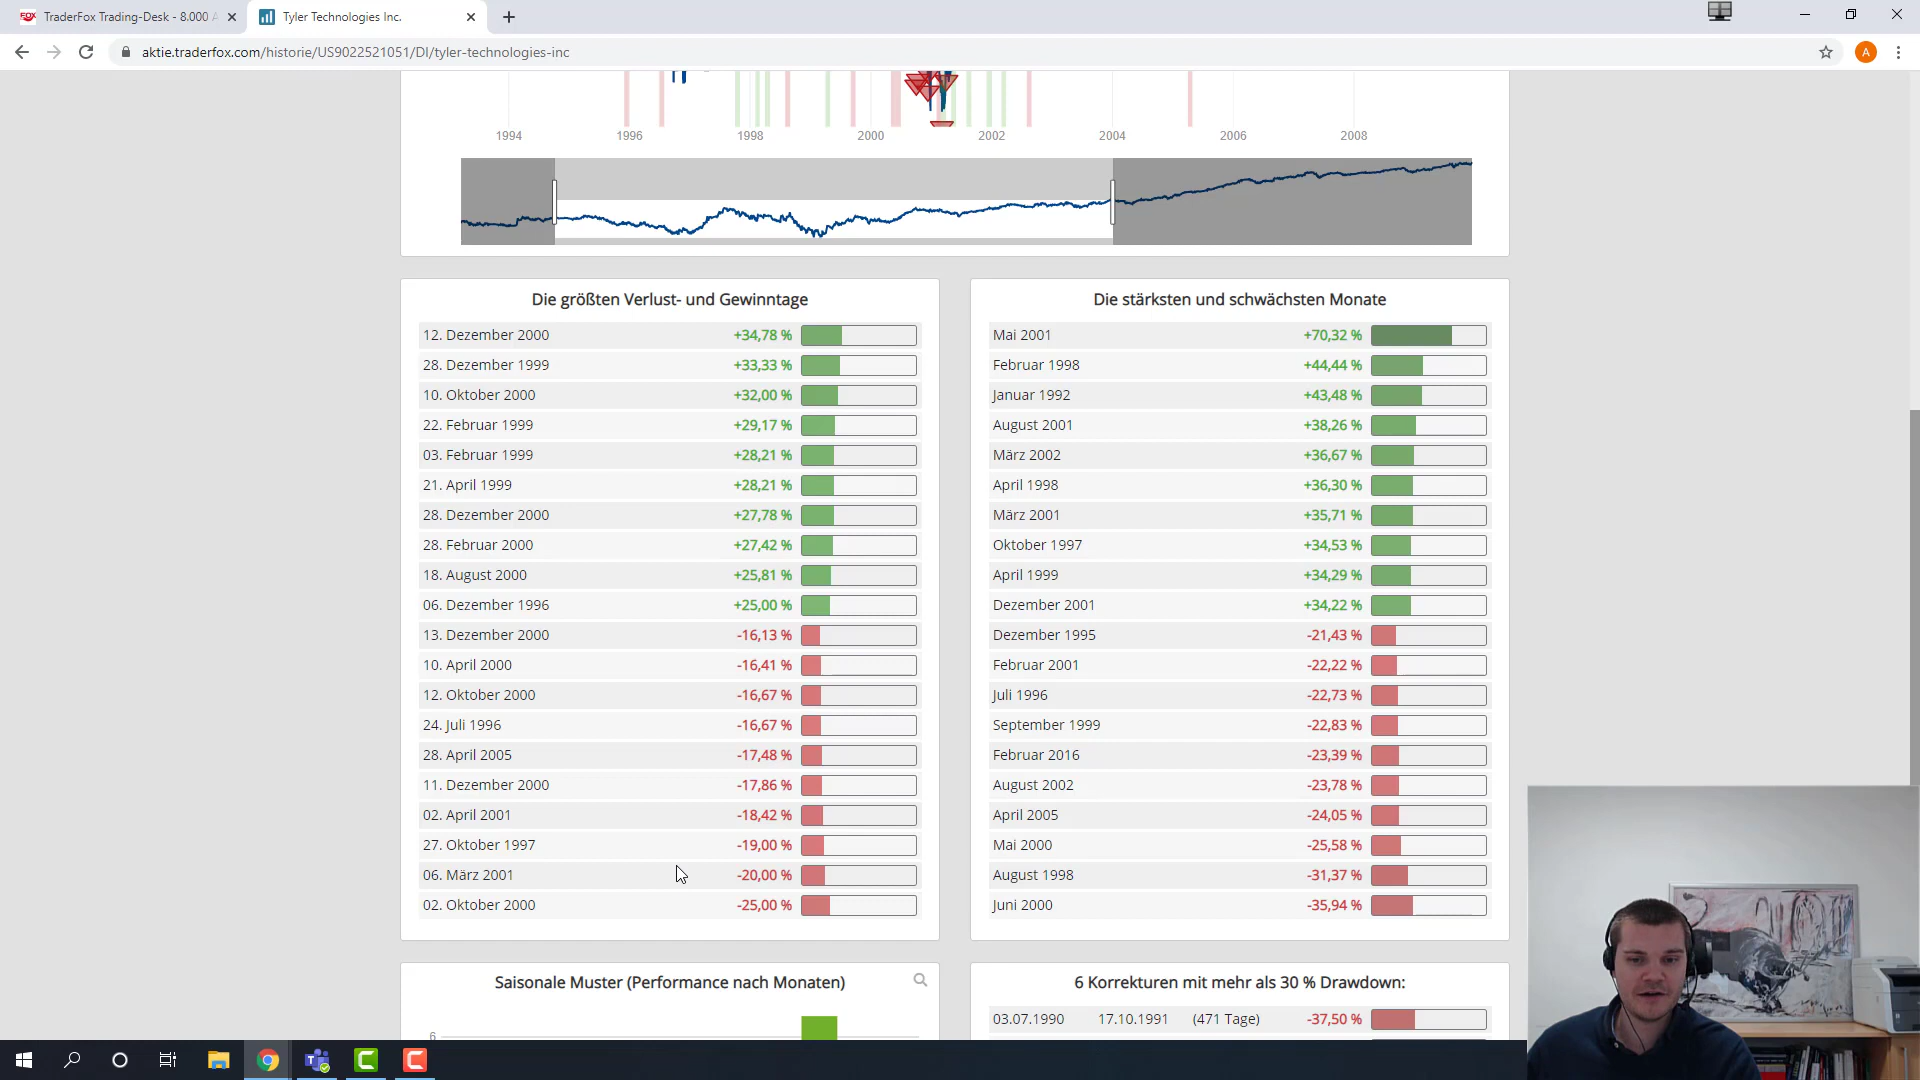 TraderFox Trading-Desk - 8.000
Tyler Technologies Inc.
aktie.traderfox.com/historie/US9022521051/DI/tyler-technologies-inc
A
1994 1996 1998 2000 2002 2004 2006 2008
Die größten Verlust- und Gewinntage
12. Dezember 2000 +34,78 %
28. Dezember 1999 +33,33 %
10. Oktober 2000 +32,00 %
22. Februar 1999 +29,17 %
03. Februar 1999 +28,21 %
21. April 1999 +28,21 %
28. Dezember 2000 +27,78 %
28. Februar 2000 +27,42 %
18. August 2000 +25,81 %
06. Dezember 1996 +25,00 %
13. Dezember 2000 -16,13 %
10. April 2000 -16,41 %
12. Oktober 2000 -16,67 %
24. Juli 1996 -16,67 %
28. April 2005 -17,48 %
11. Dezember 2000 -17,86 %
02. April 2001 -18,42 %
27. Oktober 1997 -19,00 %
06. März 2001 -20,00 %
02. Oktober 2000 -25,00 %
Die stärksten und schwächsten Monate
Mai 2001 +70,32 %
Februar 1998 +44,44 %
Januar 1992 +43,48 %
August 2001 +38,26 %
März 2002 +36,67 %
April 1998 +36,30 %
März 2001 +35,71 %
Oktober 1997 +34,53 %
April 1999 +34,29 %
Dezember 2001 +34,22 %
Dezember 1995 -21,43 %
Februar 2001 -22,22 %
Juli 1996 -22,73 %
September 1999 -22,83 %
Februar 2016 -23,39 %
August 2002 -23,78 %
April 2005 -24,05 %
Mai 2000 -25,58 %
August 1998 -31,37 %
Juni 2000 -35,94 %
Saisonale Muster (Performance nach Monaten)
6
6 Korrekturen mit mehr als 30 % Drawdown:
03.07.1990 17.10.1991 (471 Tage) -37,50 %